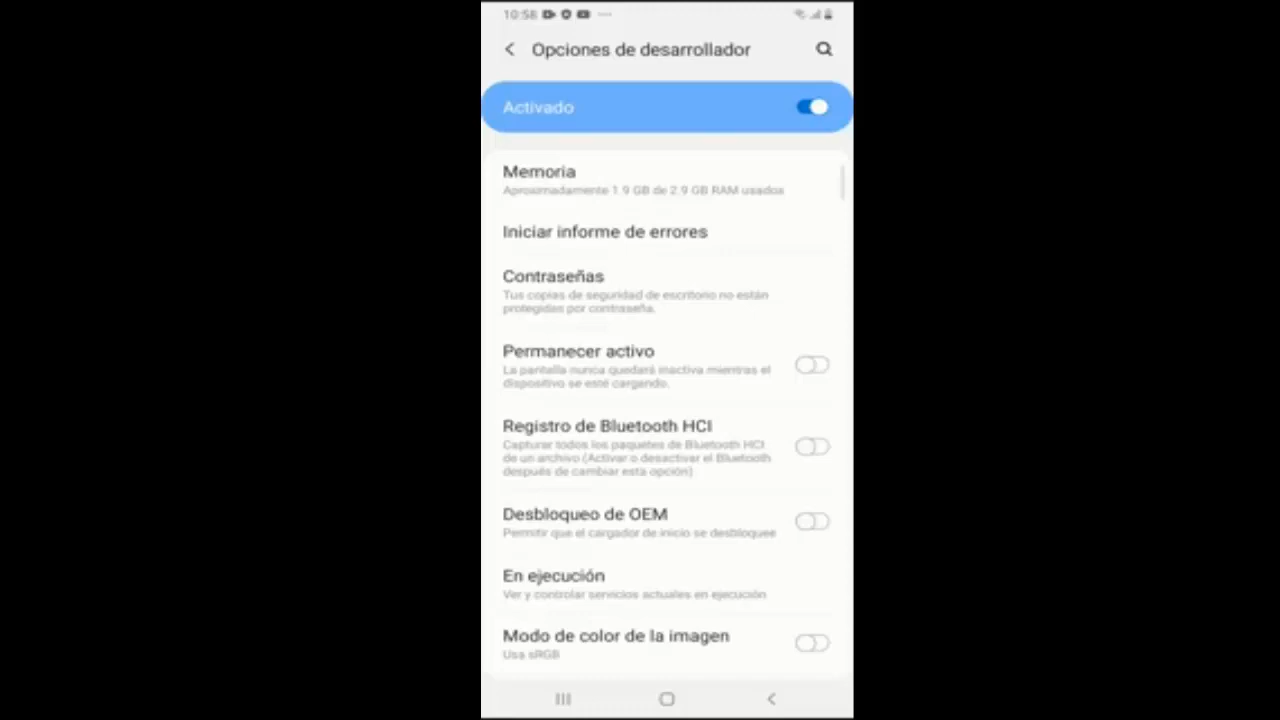 10:58
Opciones de desarrollador
Activado
Memoria
Aproximadamente 1.9 GB de 2.9 GB RAM usados
Iniciar informe de errores
Contraseñas
Tus copias de seguridad de escritorio no están
protegidas por contraseña.
Permanecer activo
La pantalla nunca quedará inactiva mientras el
dispositivo se esté cargando.
Registro de Bluetooth HCI
Capturar todos los paquetes de Bluetooth HCI
de un archivo (Activar o desactivar el Bluetooth
después de cambiar esta opción)
Desbloqueo de OEM
Permitir que el cargador de inicio se desbloquee
En ejecución
Ver y controlar servicios actuales en ejecución
Modo de color de la imagen
Usa sRGB